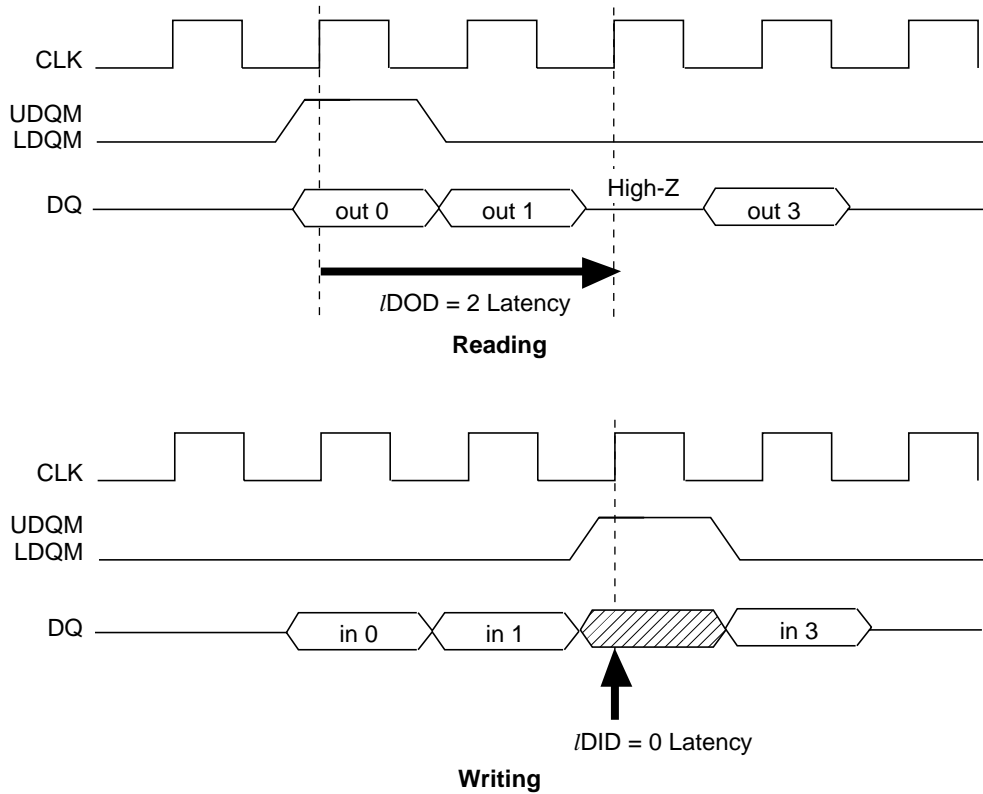 CLK
UDQM
LDQM
DQ
out 0
out 1
High-Z
out 3
lDOD = 2 Latency
Reading
CLK
UDQM
LDQM
DQ
in 0
in 1
in 3
lDID = 0 Latency
Writing